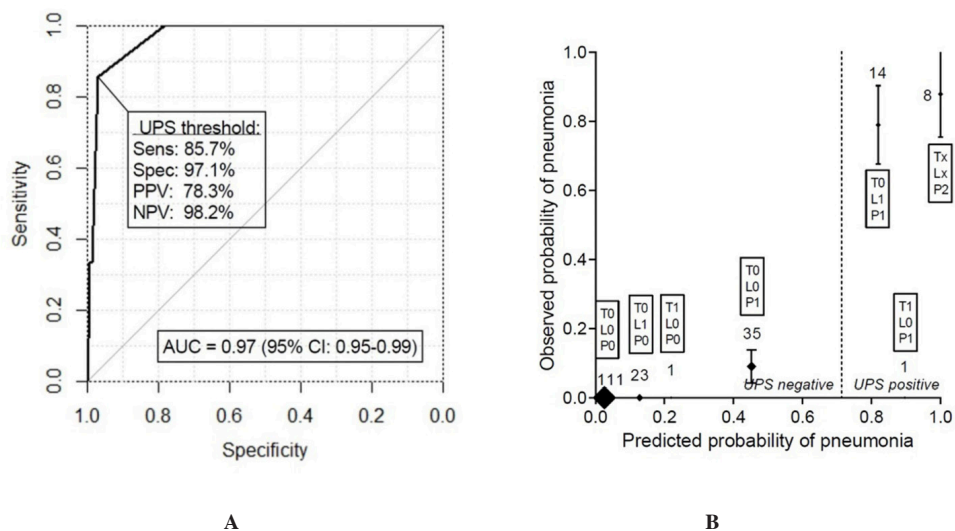 1.0
0.8
0.6
0.4
0.2
0.0
Sensitivity
UPS threshold:
Sens: 85.7%
Spec: 97.1%
PPV: 78.3%
NPV: 98.2%
AUC = 0.97 (95% CI: 0.95-0.99)
1.0 0.8 0.6 0.4 0.2 0.0
Specificity
A
1.0
0.8
0.6
0.4
0.2
0.0
Observed probability of pneumonia
T0
L0
P0
111
T0
L1
P0
23
T1
L0
P0
1
T0
L0
P1
35
14
T0
L1
P1
T1
L0
P1
1
8
Tx
Lx
P2
UPS negative
UPS positive
0.0 0.2 0.4 0.6 0.8 1.0
Predicted probability of pneumonia
B